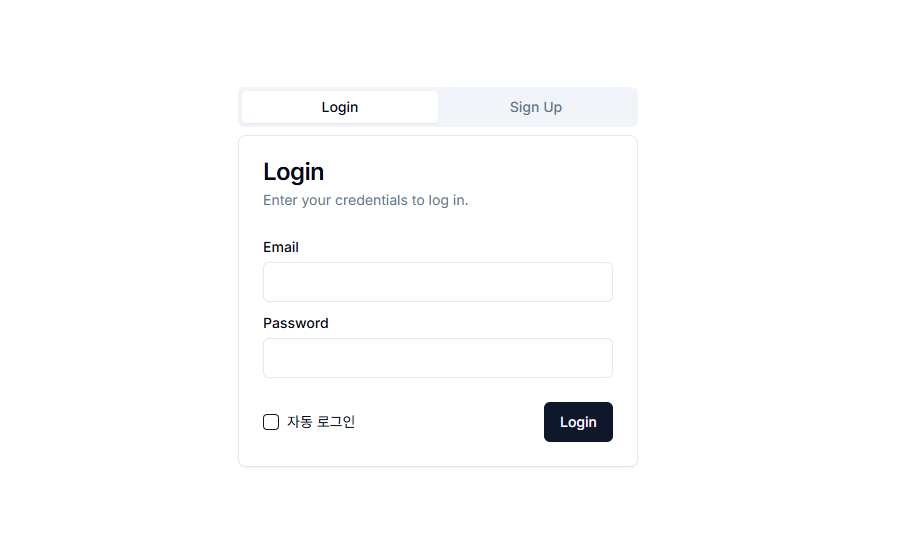 Login
Sign Up
Login
Enter your credentials to log in.
Email
Password
자동 로그인
Login